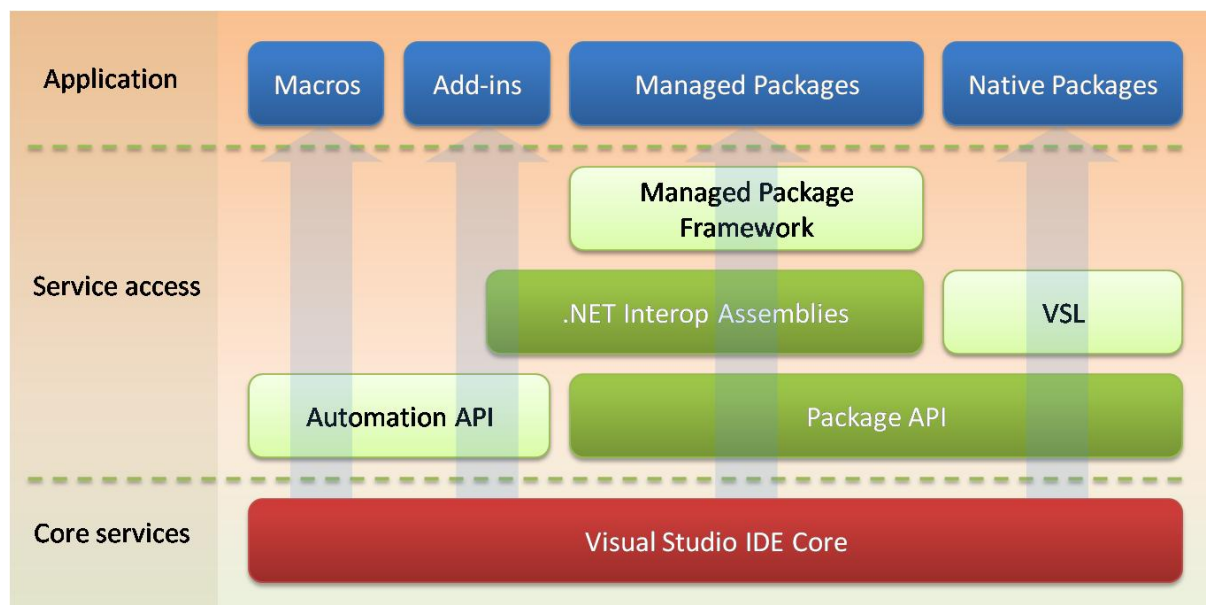 Application
Macros
Add-ins
Managed Packages
Native Packages
Managed Package
Framework
Service access
.NET Interop Assemblies
VSL
Automation API
Package API
Core services
Visual Studio IDE Core